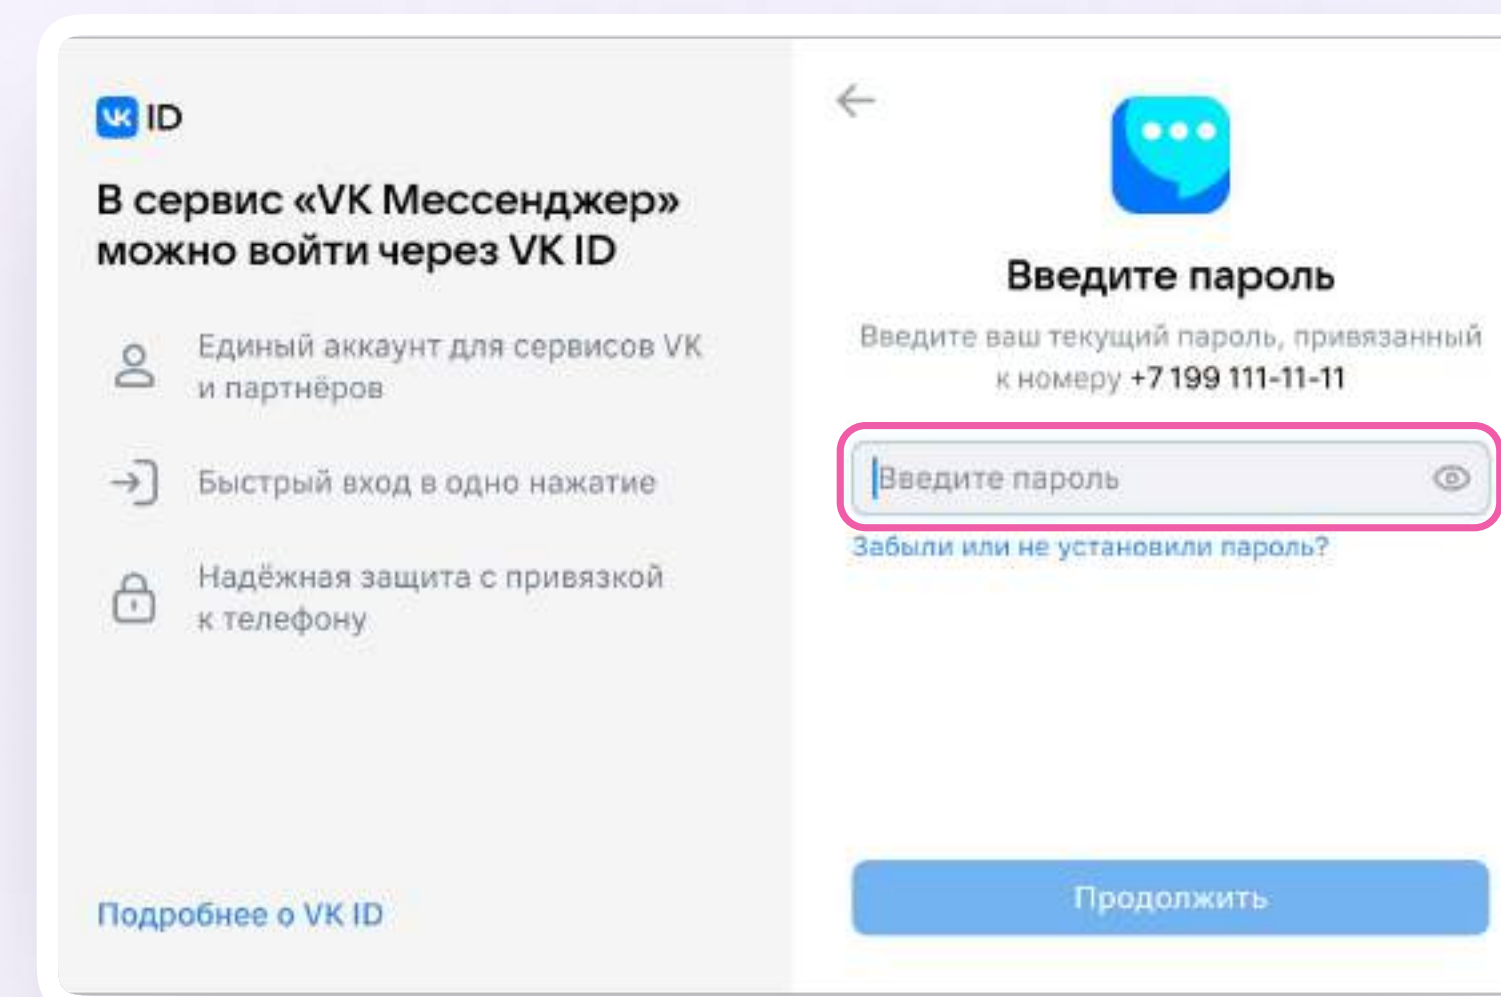 VK ID
В сервис «VK Мессенджер»
можно войти через VK ID
Единый аккаунт для сервисов VK
и партнёров
Быстрый вход в одно нажатие
Надёжная защита с привязкой
к телефону
Подробнее о VK ID
Введите пароль
Введите ваш текущий пароль, привязанный
к номеру +7 199 111-11-11
Введите пароль
Забыли или не установили пароль?
Продолжить